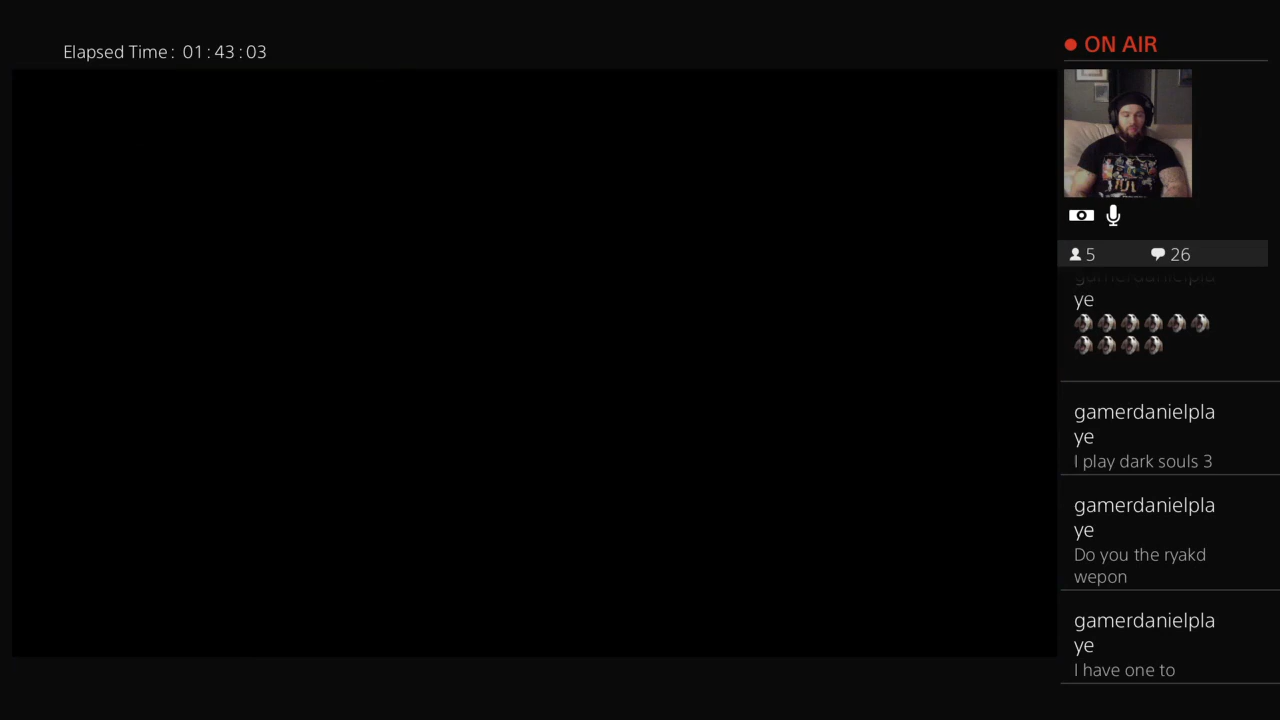 Elapsed Time: 01:43:03
ON AIR
5 26
gamerdanielpla
ye
gamerdanielpla
ye
I play dark souls 3
gamerdanielpla
ye
Do you the ryakd
wepon
gamerdanielpla
ye
I have one to